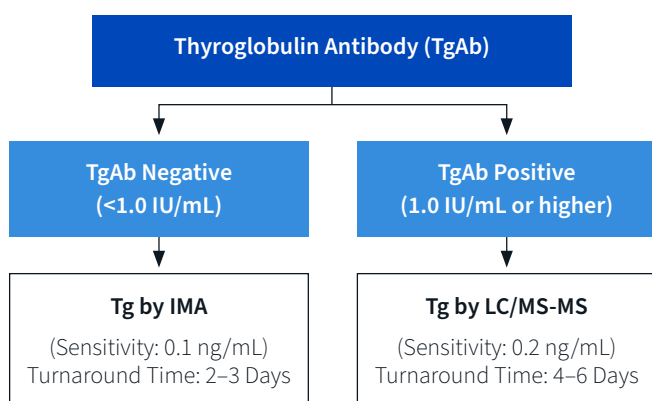 Thyroglobulin Antibody (TgAb)
TgAb Negative
(<1.0 IU/mL)
TgAb Positive
(1.0 IU/mL or higher)
Tg by IMA
(Sensitivity: 0.1 ng/mL)
Turnaround Time: 2–3 Days
Tg by LC/MS-MS
(Sensitivity: 0.2 ng/mL)
Turnaround Time: 4–6 Days